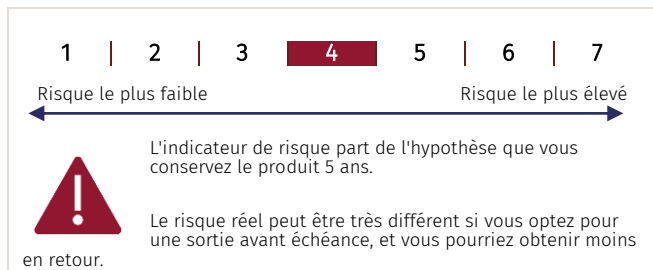 1 | 2 | 3 | 4 | 5 | 6 | 7
Risque le plus faible Risque le plus élevé
L'indicateur de risque part de l'hypothèse que vous
conservez le produit 5 ans.
Le risque réel peut être très différent si vous optez pour
une sortie avant échéance, et vous pourriez obtenir moins
en retour.